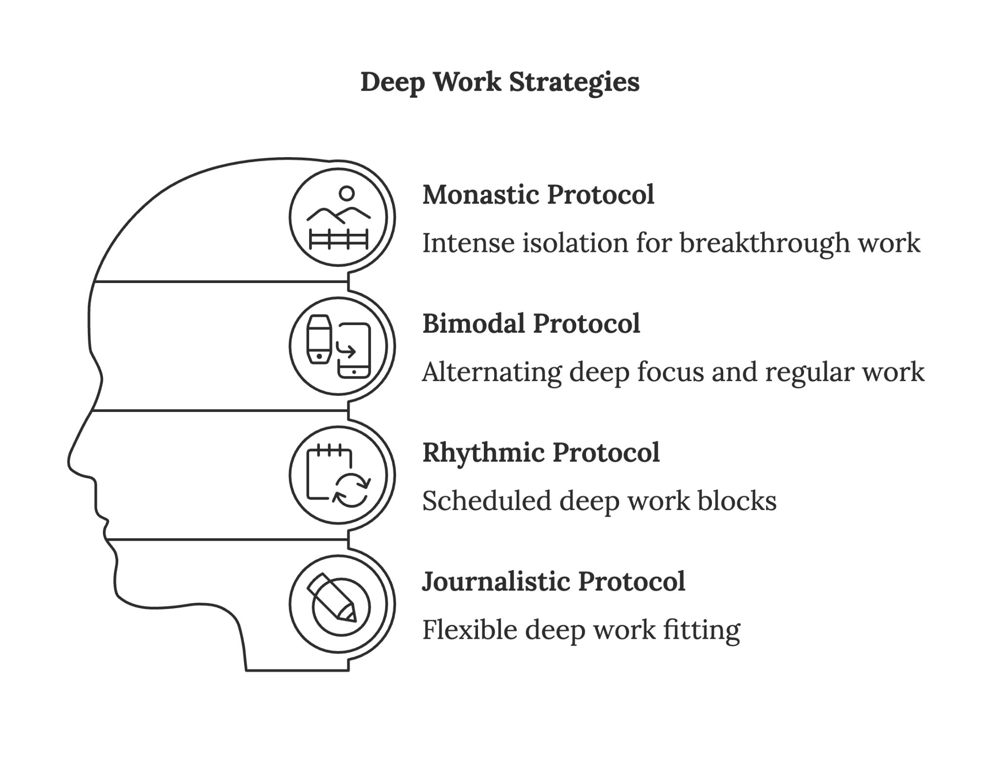 Deep Work Strategies
Monastic Protocol
Intense isolation for breakthrough work
Bimodal Protocol
Alternating deep focus and regular work
Rhythmic Protocol
Scheduled deep work blocks
Journalistic Protocol
Flexible deep work fitting